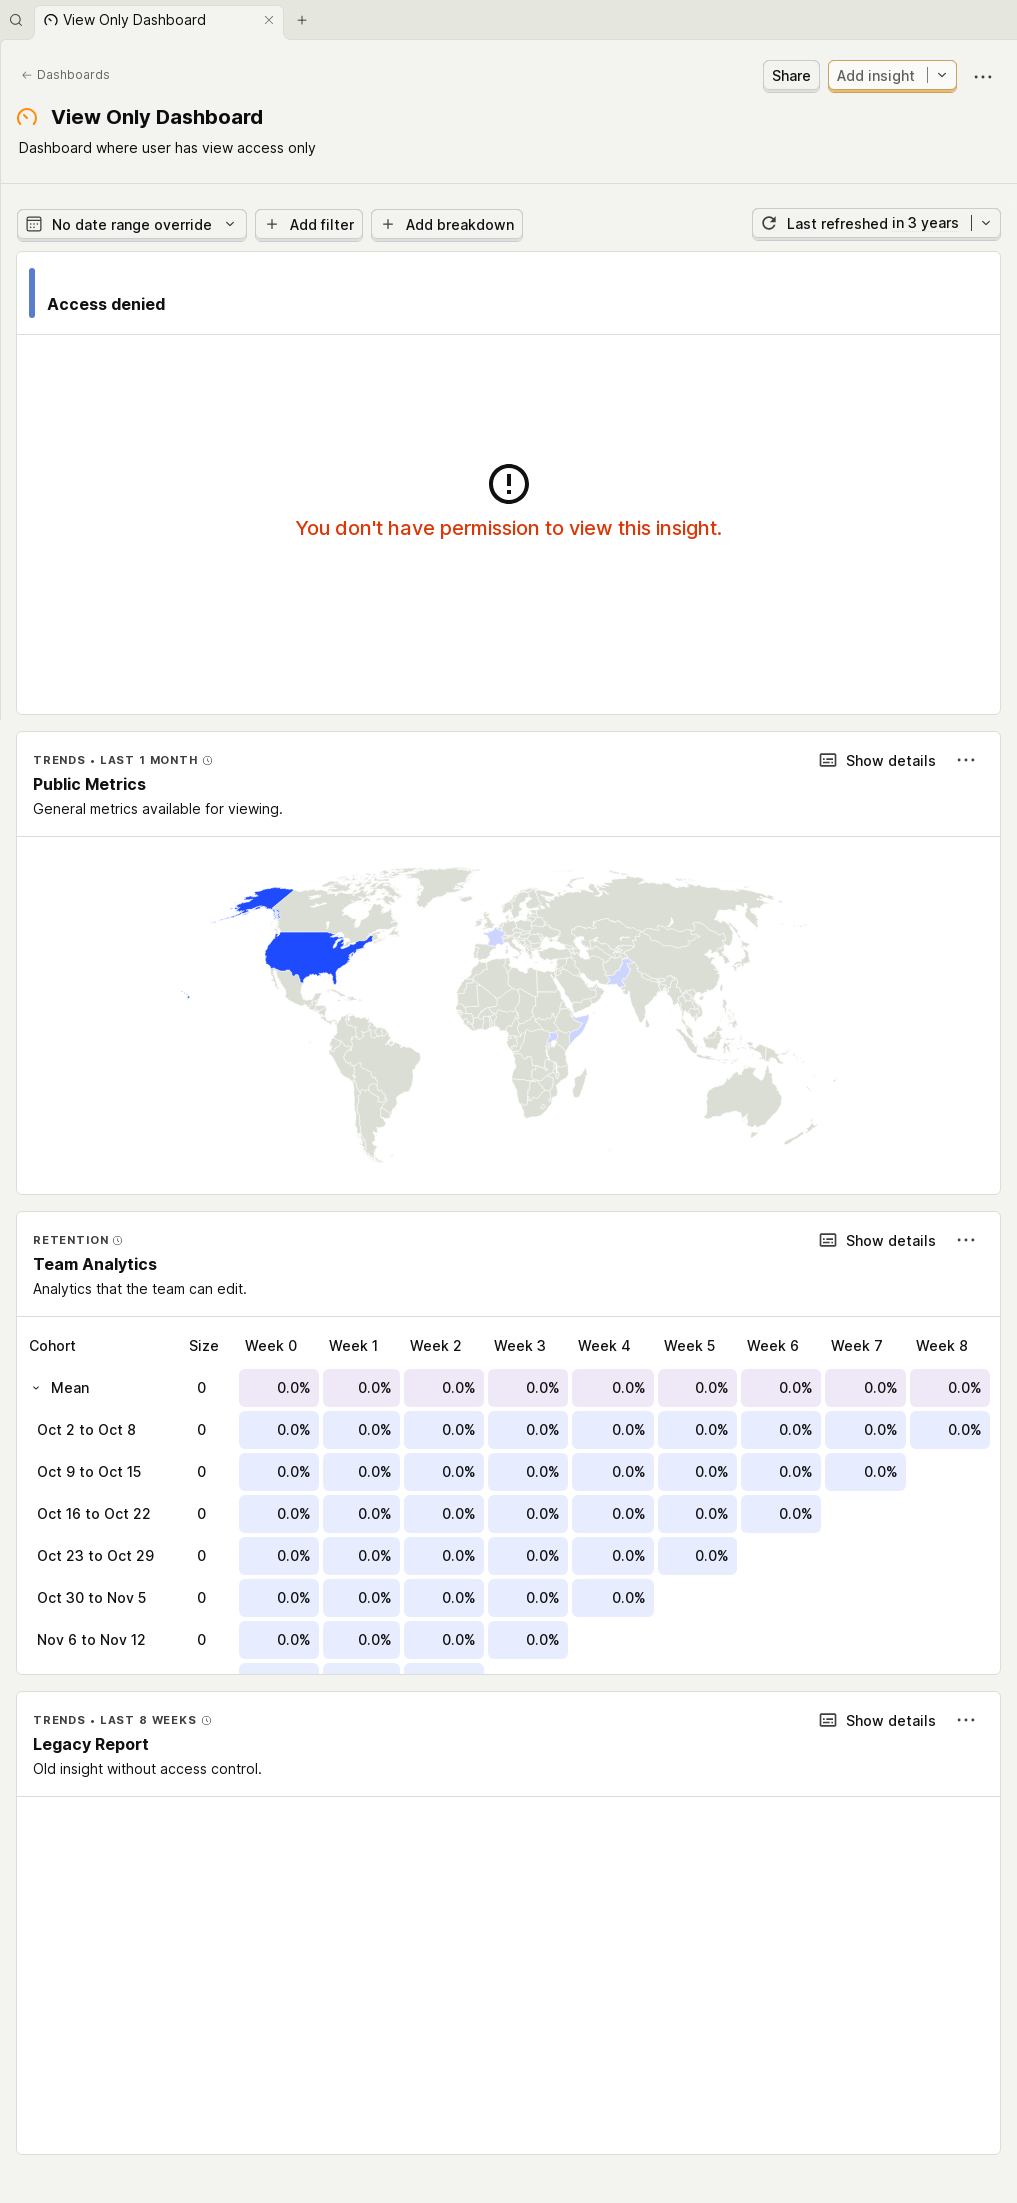 View Only Dashboard
Dashboards
Share
Add insight
View Only Dashboard
Dashboard where user has view access only
No date range override
Add filter
Add breakdown
Last refreshed in 3 years
Access denied
You don't have permission to view this insight.
TRENDS • LAST 1 MONTH
Show details
Public Metrics
General metrics available for viewing.
RETENTION
Show details
Team Analytics
Analytics that the team can edit.
Cohort Size Week 0 Week 1 Week 2 Week 3 Week 4 Week 5 Week 6 Week 7 Week 8
Mean 0 0.0% 0.0% 0.0% 0.0% 0.0% 0.0% 0.0% 0.0% 0.0%
Oct 2 to Oct 8 0 0.0% 0.0% 0.0% 0.0% 0.0% 0.0% 0.0% 0.0% 0.0%
Oct 9 to Oct 15 0 0.0% 0.0% 0.0% 0.0% 0.0% 0.0% 0.0% 0.0%
Oct 16 to Oct 22 0 0.0% 0.0% 0.0% 0.0% 0.0% 0.0% 0.0%
Oct 23 to Oct 29 0 0.0% 0.0% 0.0% 0.0% 0.0% 0.0%
Oct 30 to Nov 5 0 0.0% 0.0% 0.0% 0.0% 0.0%
Nov 6 to Nov 12 0 0.0% 0.0% 0.0% 0.0%
TRENDS • LAST 8 WEEKS
Show details
Legacy Report
Old insight without access control.